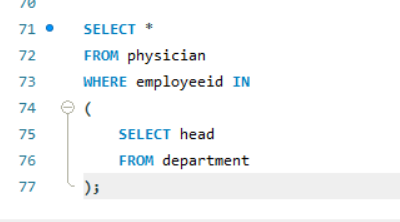 70
71 SELECT *
72 FROM physician
73 WHERE employeeid IN
74 (
75 SELECT head
76 FROM department
77 );